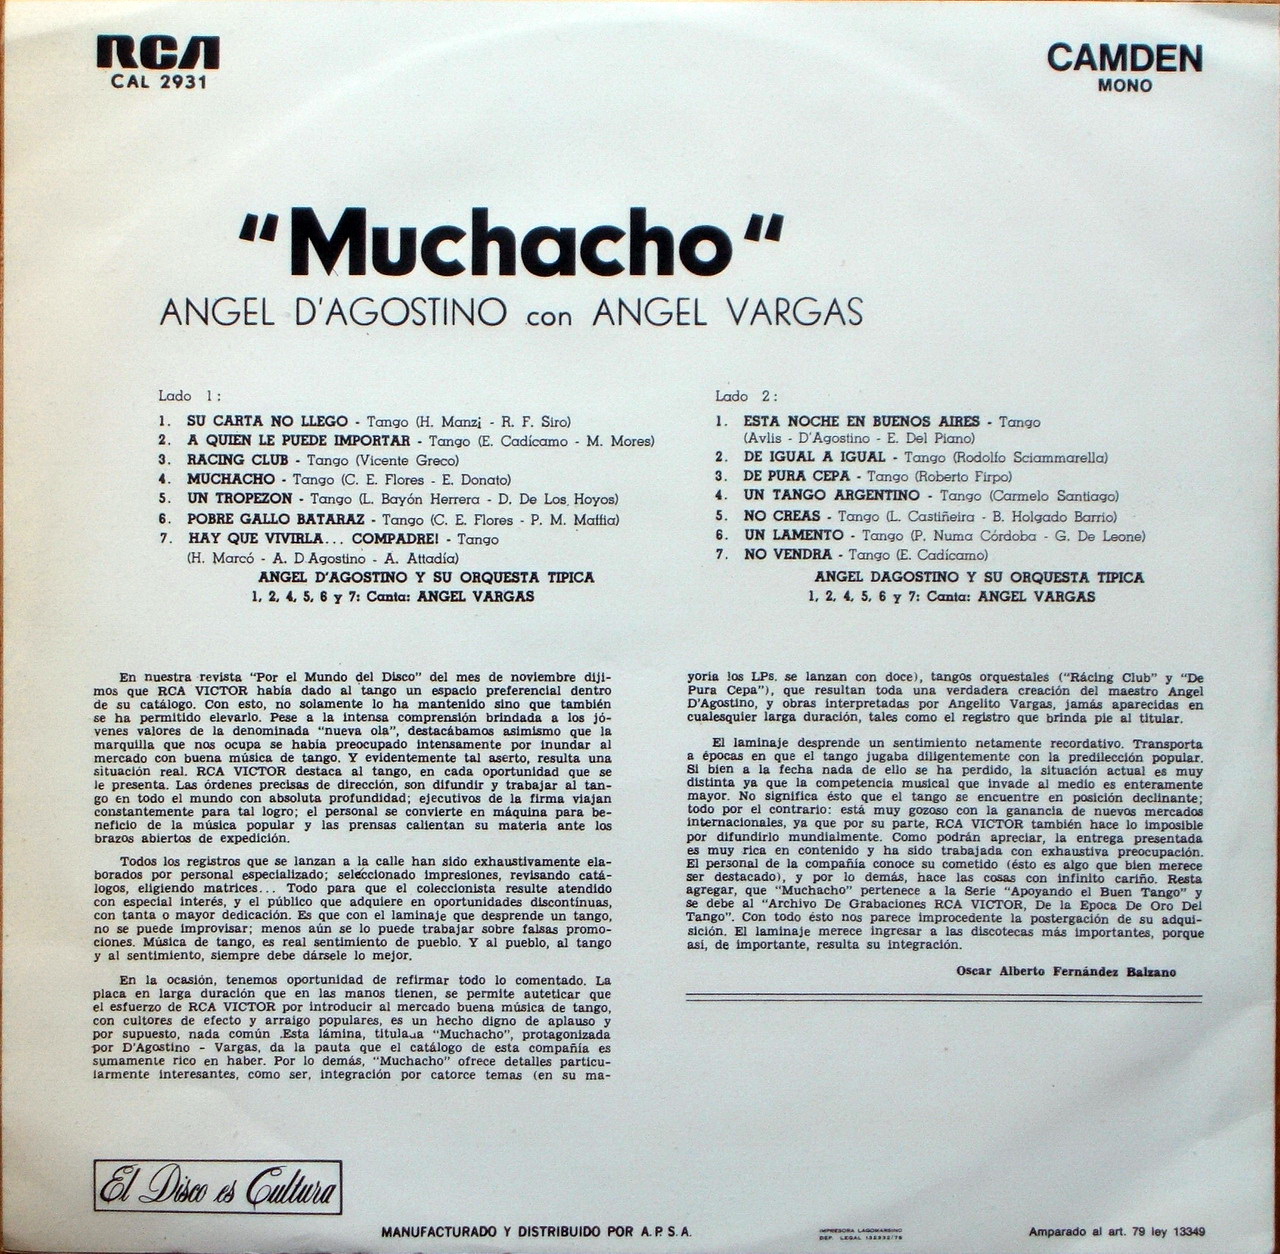 RCA
CAL 2931
CAMDEN
MONO
"Muchacho"
ANGEL D'AGOSTINO con ANGEL VARGAS
Lado 1:
1. SU CARTA NO LLEGO - Tango (H. Manzi - R. F. Siro)
2. A QUIEN LE PUEDE IMPORTAR - Tango (E. Cadícamo - M. Mores)
3. RACING CLUB - Tango (Vicente Greco)
4. MUCHACHO - Tango (C. E. Flores - E. Donato)
5. UN TROPEZON - Tango (L. Bayón Herrera - D. De Los Hoyos)
6. POBRE GALLO BATARAZ - Tango (C. E. Flores - P. M. Maffia)
7. HAY QUE VIVIRLA... COMPADRE! - Tango
(H. Marcó - A. D'Agostino - A. Attadía)
ANGEL D'AGOSTINO Y SU ORQUESTA TIPICA
1, 2, 4, 5, 6 y 7: Canta: ANGEL VARGAS
Lado 2:
1. ESTA NOCHE EN BUENOS AIRES - Tango
(Avlis - D'Agostino - E. Del Piano)
2. DE IGUAL A IGUAL - Tango (Rodolfo Sciammarella)
3. DE PURA CEPA - Tango (Roberto Firpo)
4. UN TANGO ARGENTINO - Tango (Carmelo Santiago)
5. NO CREAS - Tango (L. Castiñeira - B. Holgado Barrio)
6. UN LAMENTO - Tango (P. Numa Córdoba - G. De Leone)
7. NO VENDRA - Tango (E. Cadícamo)
ANGEL DAGOSTINO Y SU ORQUESTA TIPICA
1, 2, 4, 5, 6 y 7: Canta: ANGEL VARGAS
En nuestra revista "Por el Mundo del Disco" del mes de noviembre diji-
mos que RCA VICTOR había dado al tango un espacio preferencial dentro
de su catálogo. Con esto, no solamente lo ha mantenido sino que también
se ha permitido elevarlo. Pese a la intensa comprensión brindada a los jó-
venes valores de la denominada "nueva ola", destacábamos asimismo que la
marquilla que nos ocupa se había preocupado intensamente por inundar al
mercado con buena música de tango. Y evidentemente tal aserto, resulta una
situación real. RCA VICTOR destaca al tango, en cada oportunidad que se
le presenta. Las órdenes precisas de dirección, son difundir y trabajar al tan-
go en todo el mundo con absoluta profundidad; ejecutivos de la firma viajan
constantemente para tal logro; el personal se convierte en máquina para be-
neficio de la música popular y las prensas calientan su materia ante los
brazos abiertos de expedición.
Todos los registros que se lanzan a la calle han sido exhaustivamente ela-
borados por personal especializado; seleccionado impresiones, revisando catá-
logos, eligiendo matrices... Todo para que el coleccionista resulte atendido
con especial interés, y el público que adquiere en oportunidades discontínuas,
con tanta o mayor dedicación. Es que con el laminaje que desprende un tango,
no se puede improvisar; menos aún se lo puede trabajar sobre falsas promo-
ciones. Música de tango, es real sentimiento de pueblo. Y al pueblo, al tango
y al sentimiento, siempre debe dársele lo mejor.
En la ocasión, tenemos oportunidad de refirmar todo lo comentado. La
placa en larga duración que en las manos tienen, se permite auteticar que
el esfuerzo de RCA VICTOR por introducir al mercado buena música de tango,
con cultores de efecto y arraigo populares, es un hecho digno de aplauso y
por supuesto, nada común .Esta lámina, titulada "Muchacho", protagonizada
por D'Agostino - Vargas, da la pauta que el catálogo de esta compañía es
sumamente rico en haber. Por lo demás, "Muchacho" ofrece detalles particu-
larmente interesantes, como ser, integración por catorce temas (en su ma-
yoría los LPs. se lanzan con doce), tangos orquestales ("Rácing Club" y "De
Pura Cepa"), que resultan toda una verdadera creación del maestro Angel
D'Agostino, y obras interpretadas por Angelito Vargas, jamás aparecidas en
cualesquier larga duración, tales como el registro que brinda pie al titular.
El laminaje desprende un sentimiento netamente recordativo. Transporta
a épocas en que el tango jugaba diligentemente con la predilección popular.
Si bien a la fecha nada de ello se ha perdido, la situación actual es muy
distinta ya que la competencia musical que invade al medio es enteramente
mayor. No significa ésto que el tango se encuentre en posición declinante;
todo por el contrario: está muy gozoso con la ganancia de nuevos mercados
internacionales, ya que por su parte, RCA VICTOR también hace lo imposible
por difundirlo mundialmente. Como podrán apreciar, la entrega presentada
es muy rica en contenido y ha sido trabajada con exhaustiva preocupación.
El personal de la compañía conoce su cometido (ésto es algo que bien merece
ser destacado), y por lo demás, hace las cosas con infinito cariño. Resta
agregar, que "Muchacho" pertenece a la Serie "Apoyando el Buen Tango" y
se debe al "Archivo De Grabaciones RCA VICTOR, De la Epoca De Oro Del
Tango". Con todo ésto nos parece improcedente la postergación de su adqui-
sición. El laminaje merece ingresar a las discotecas más importantes, porque
así, de importante, resulta su integración.
Oscar Alberto Fernández Balzano
El Disco es Cultura
MANUFACTURADO Y DISTRIBUIDO POR A.P.S.A.
IMPRESORA LAGOMARSINO
DEP. LEGAL
Amparado al art. 79 ley 13349